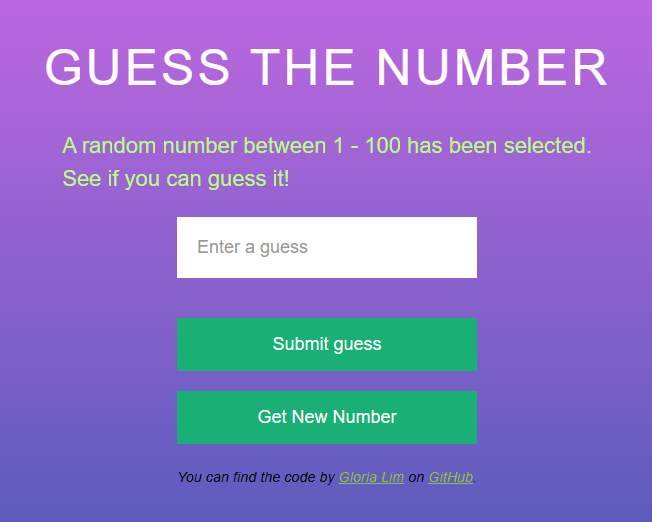 GUESS THE NUMBER
A random number between 1 - 100 has been selected.
See if you can guess it!
Enter a guess
Submit guess
Get New Number
You can find the code by Gloria Lim on GitHub.